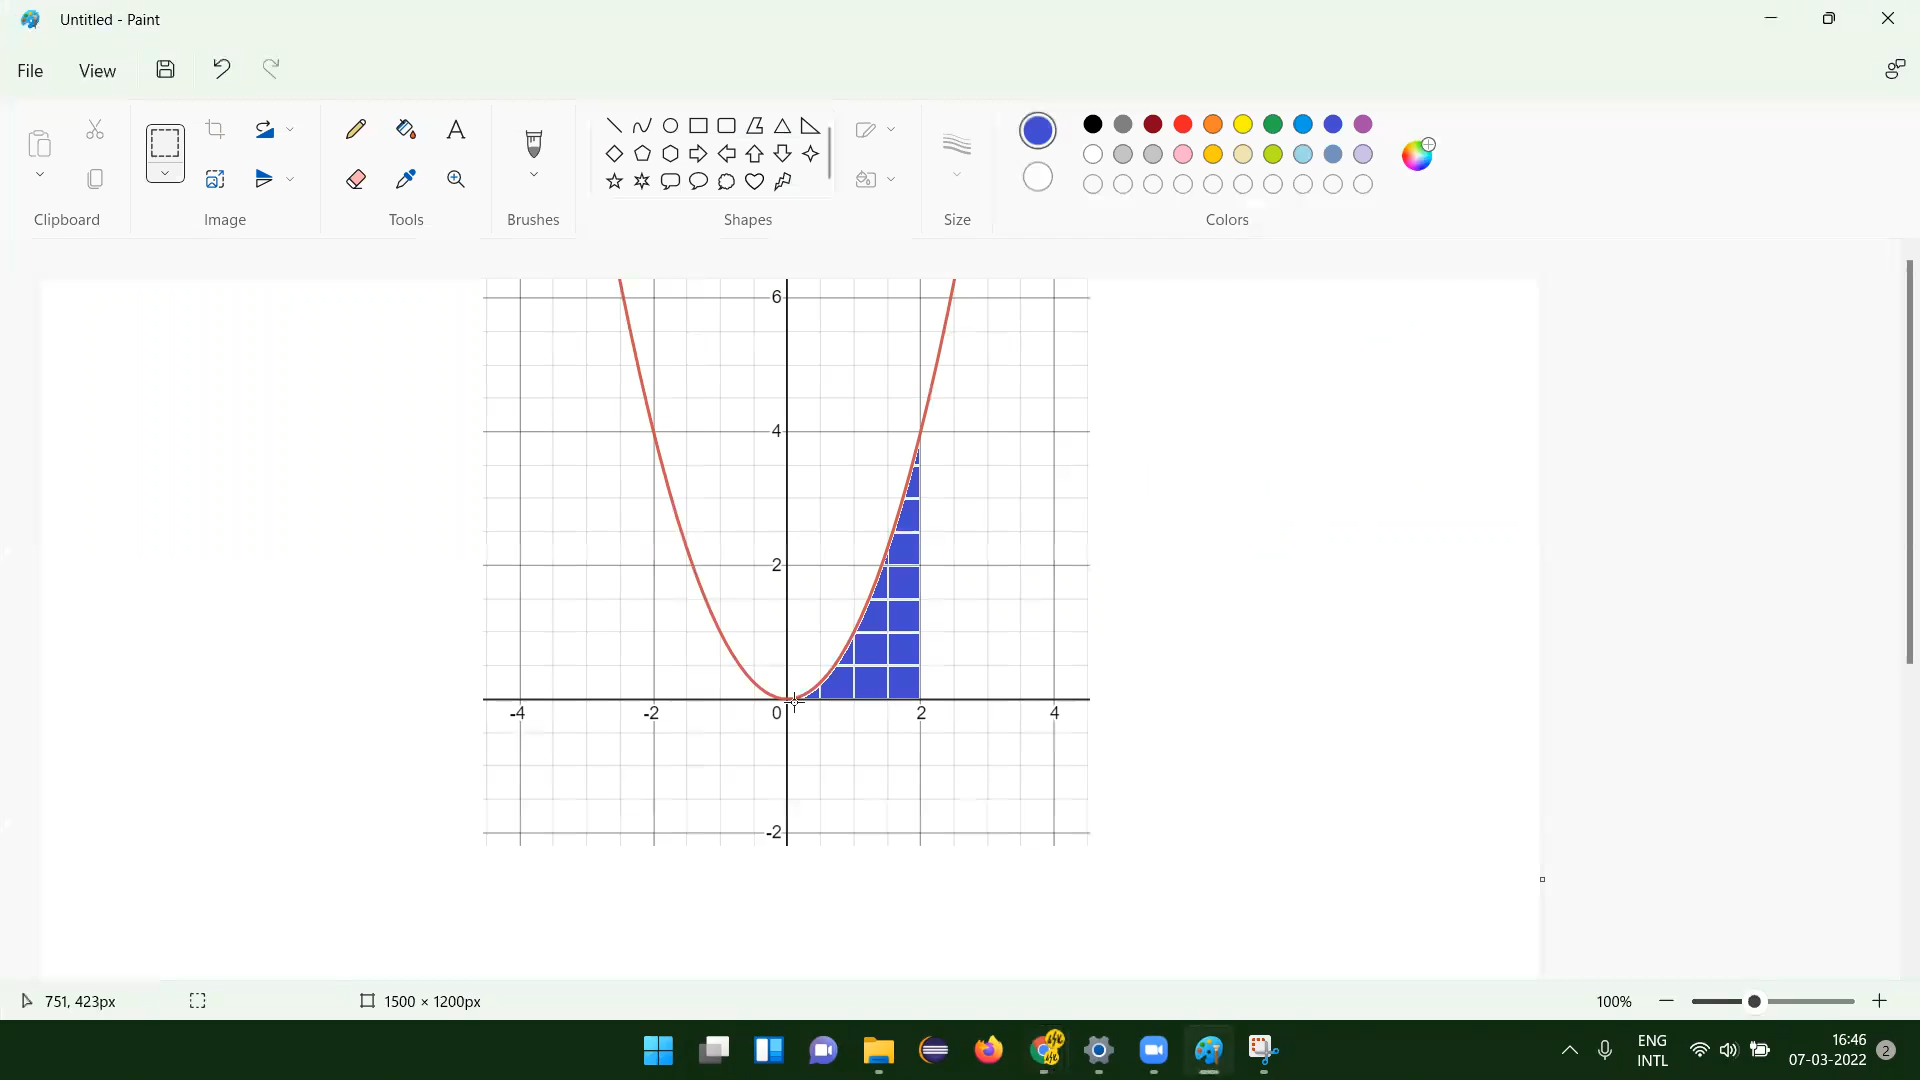 Untitled - Paint
File View
A
Clipboard Image Tools Brushes Shapes Size Colors
6
4
2
-4 -2 0 2 4
-2
751, 423px 1500 × 1200px 100%
ENG 16:46
INTL 07-03-2022 2